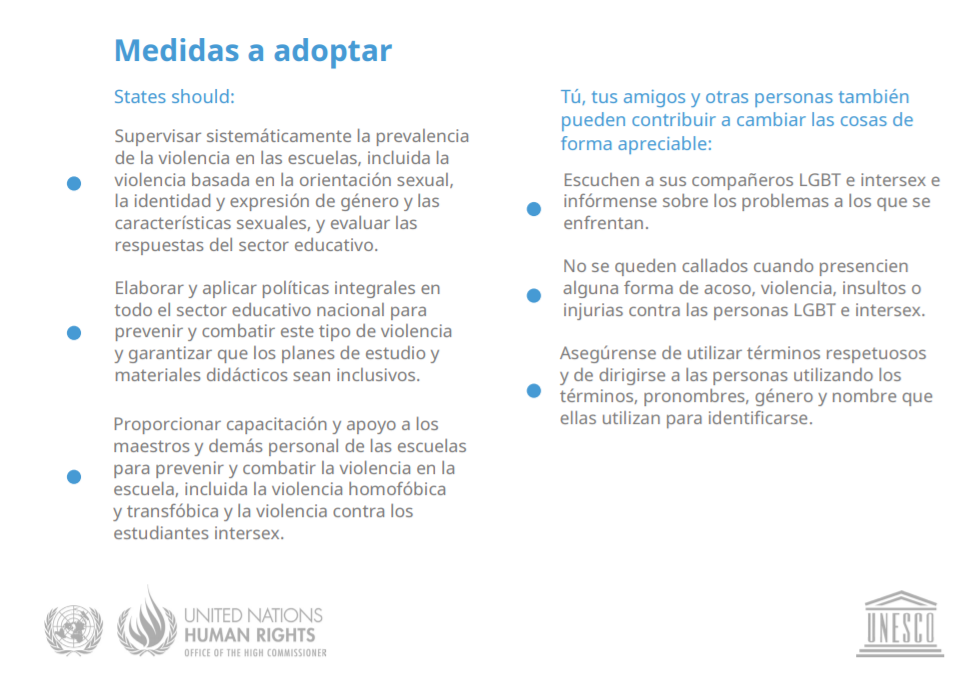 Medidas a adoptar
States should:
Supervisar sistemáticamente la prevalencia
de la violencia en las escuelas, incluida la
violencia basada en la orientación sexual,
la identidad y expresión de género y las
características sexuales, y evaluar las
respuestas del sector educativo.
Elaborar y aplicar políticas integrales en
todo el sector educativo nacional para
prevenir y combatir este tipo de violencia
y garantizar que los planes de estudio y
materiales didácticos sean inclusivos.
Proporcionar capacitación y apoyo a los
maestros y demás personal de las escuelas
para prevenir y combatir la violencia en la
escuela, incluida la violencia homofóbica
y transfóbica y la violencia contra los
estudiantes intersex.
Tú, tus amigos y otras personas también
pueden contribuir a cambiar las cosas de
forma apreciable:
Escuchen a sus compañeros LGBT e intersex e
infórmense sobre los problemas a los que se
enfrentan.
No se queden callados cuando presencien
alguna forma de acoso, violencia, insultos o
injurias contra las personas LGBT e intersex.
Asegúrense de utilizar términos respetuosos
y de dirigirse a las personas utilizando los
términos, pronombres, género y nombre que
ellas utilizan para identificarse.
UNITED NATIONS
HUMAN RIGHTS
OFFICE OF THE HIGH COMMISSIONER
UNESCO